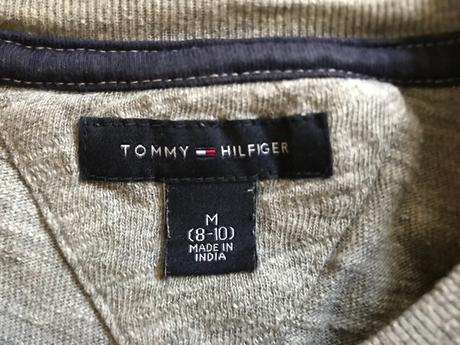 TOMMY HILFIGER
M
(8-10)
MADE IN
INDIA